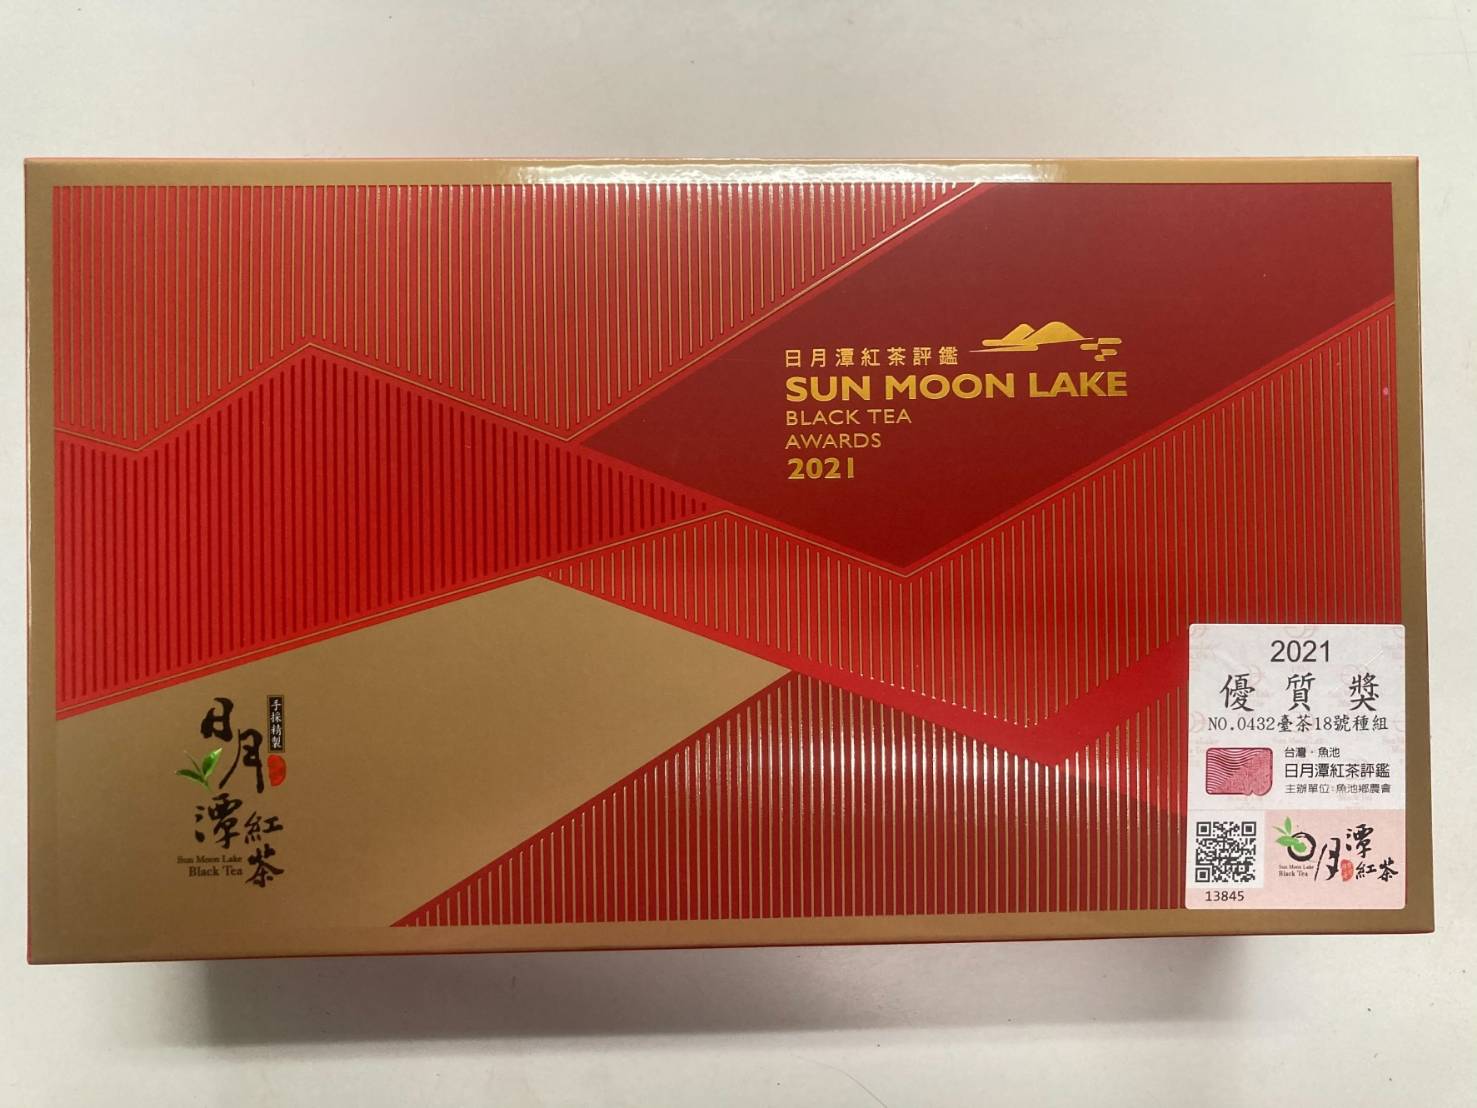 日月潭紅茶評鑑
SUN MOON LAKE
BLACK TEA
AWARDS
2021
手採精製
日月潭紅茶
Sun Moon Lake
Black Tea
2021
優質獎
NO.0432臺茶18號種組
台灣·魚池
日月潭紅茶評鑑
主辦單位:魚池鄉農會
日月潭紅茶
Sun Moon Lake
Black Tea
13845